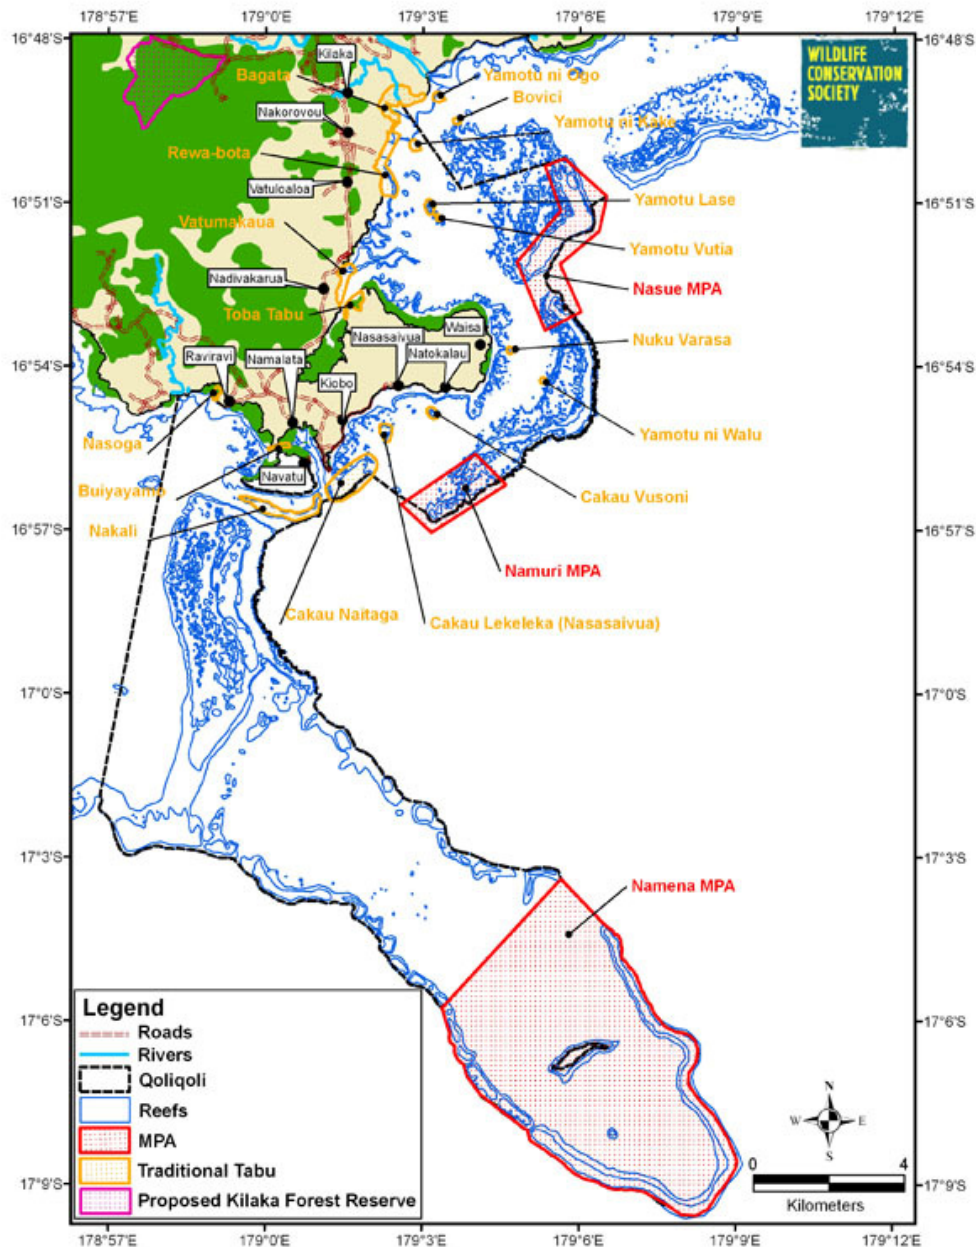 178°57'E 179°0'E 179°3'E 179°6'E 179°9'E 179°12'E
16°48'S 16°48'S
WILDLIFE
CONSERVATION
SOCIETY
Kilaka
Bagata
Yamotu ni Ogo
Bovici
Nakorovou
Yamotu ni Kake
Rewa-bota
Vatuloaloa
16°51'S 16°51'S
Yamotu Lase
Vatumakaua
Yamotu Vutia
Nadivakarua
Nasue MPA
Toba Tabu
Waisa
Nasasaivua
Nuku Varasa
Raviravi
Namalata
Natokalau
16°54'S 16°54'S
Kiobo
Nasoga
Yamotu ni Walu
Buiyayamo
Navatu
Cakau Vusoni
Nakali
16°57'S 16°57'S
Namuri MPA
Cakau Naitaga
Cakau Lekeleka (Nasasaivua)
17°0'S 17°0'S
17°3'S 17°3'S
Namena MPA
Legend
Roads
Rivers
Qoliqoli
Reefs
MPA
Traditional Tabu
Proposed Kilaka Forest Reserve
17°6'S 17°6'S
N
W E
S
0 4
Kilometers
17°9'S 17°9'S
178°57'E 179°0'E 179°3'E 179°6'E 179°9'E 179°12'E